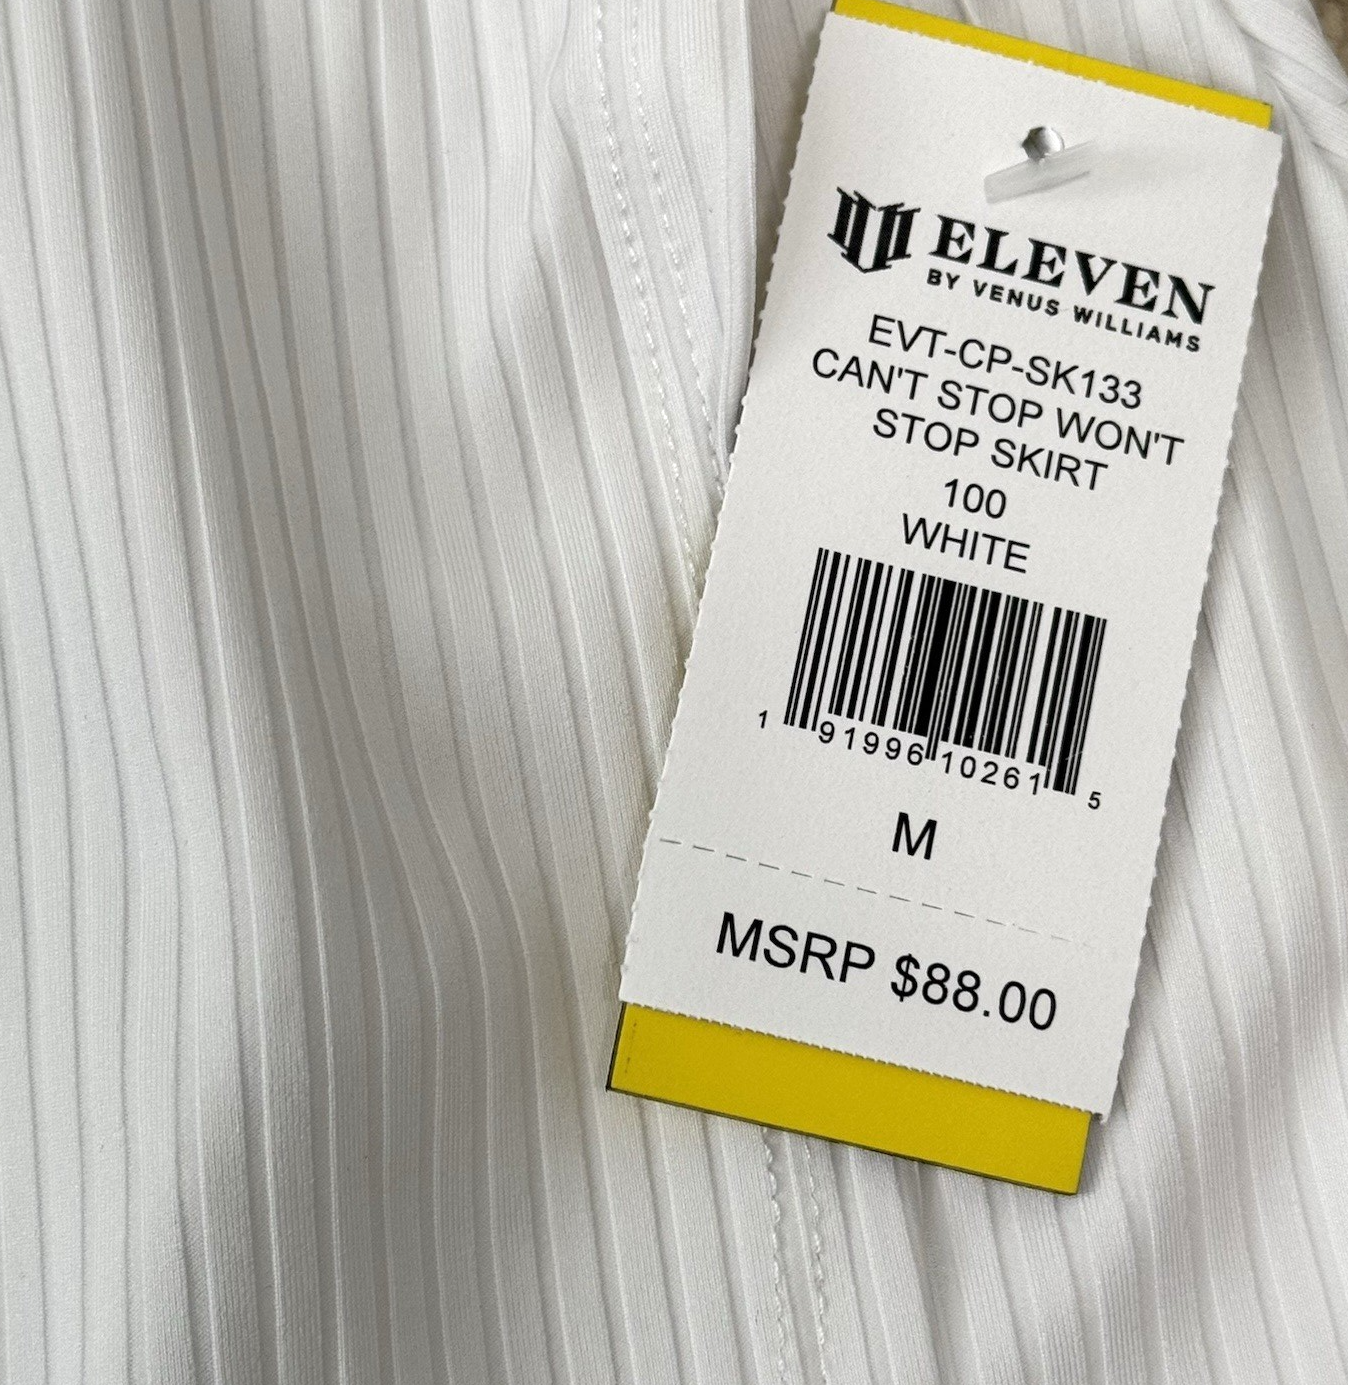 ELEVEN
BY VENUS WILLIAMS
EVT-CP-SK133
CAN'T STOP WON'T
STOP SKIRT
100
WHITE
1 91996 10261 5
M
MSRP $88.00